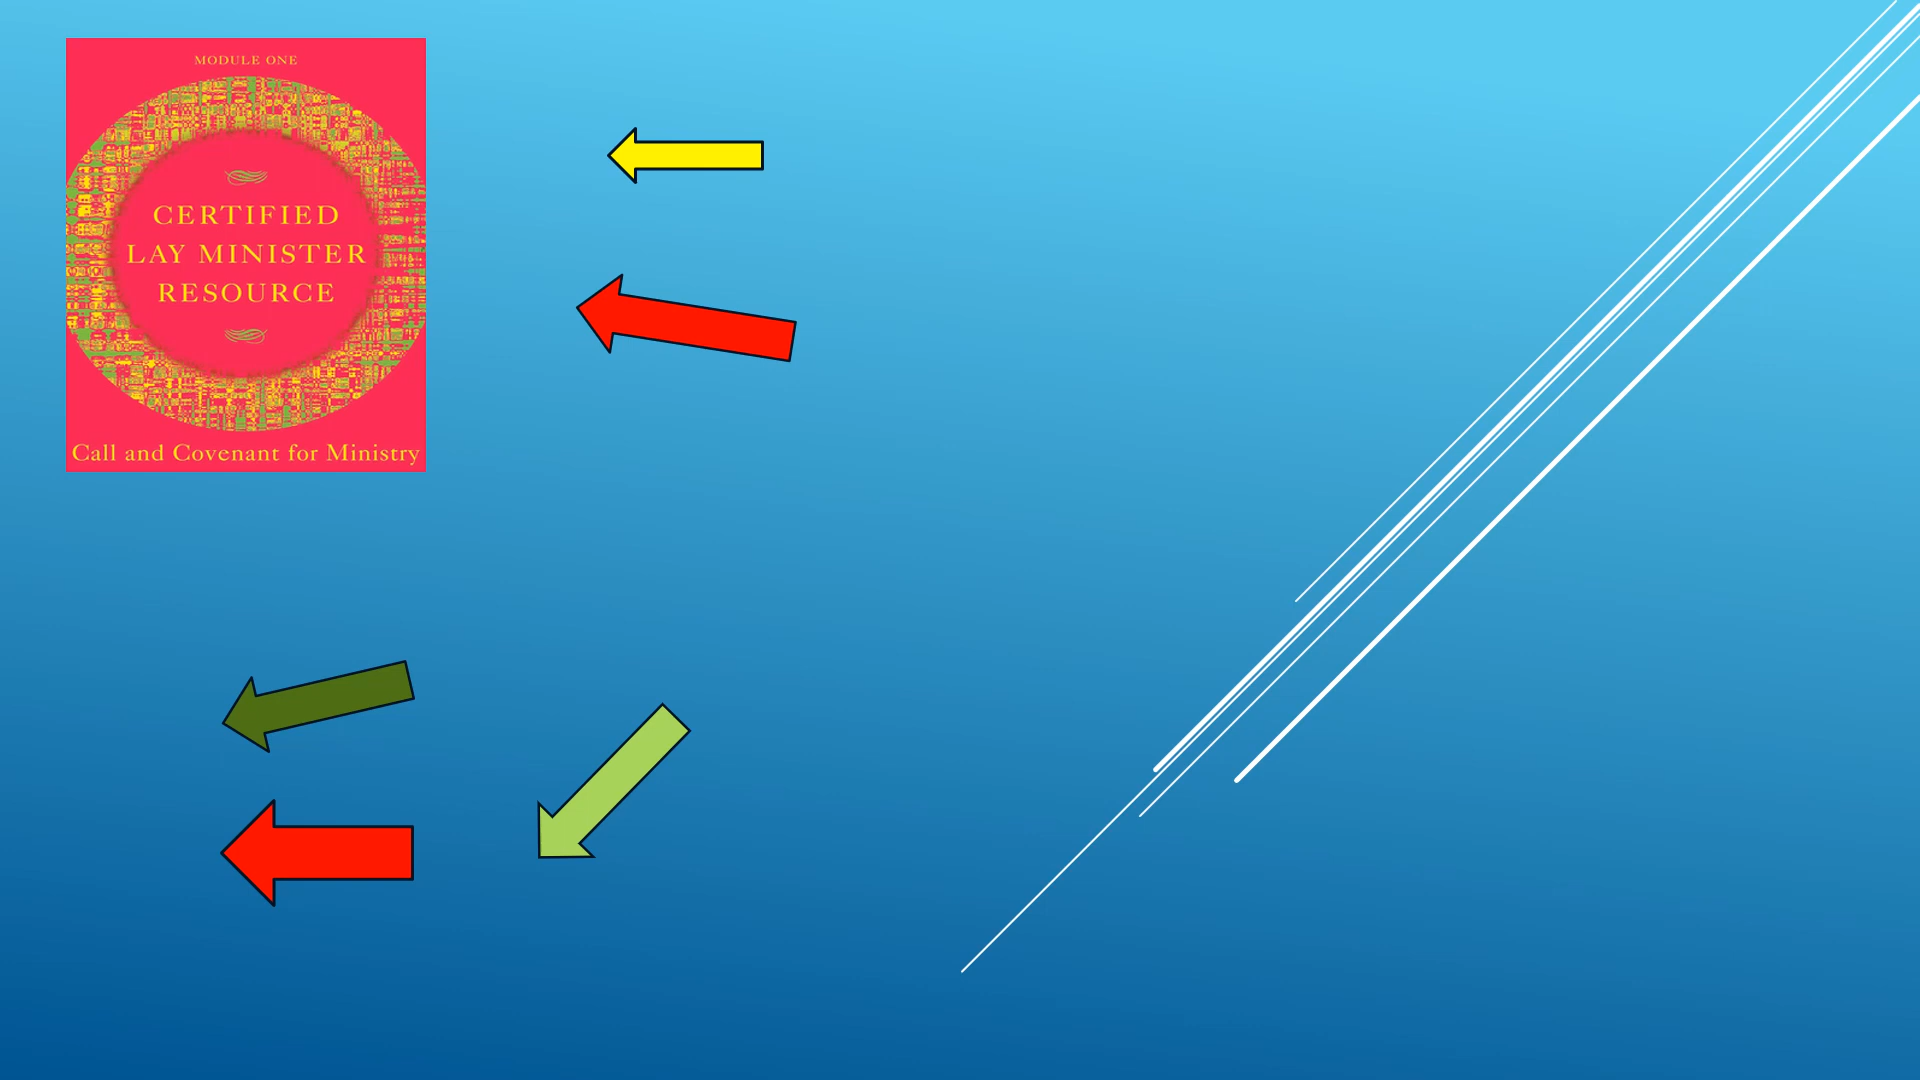 MODULE ONE
CERTIFIED
LAY MINISTER
RESOURCE
Call and Covenant for Ministry